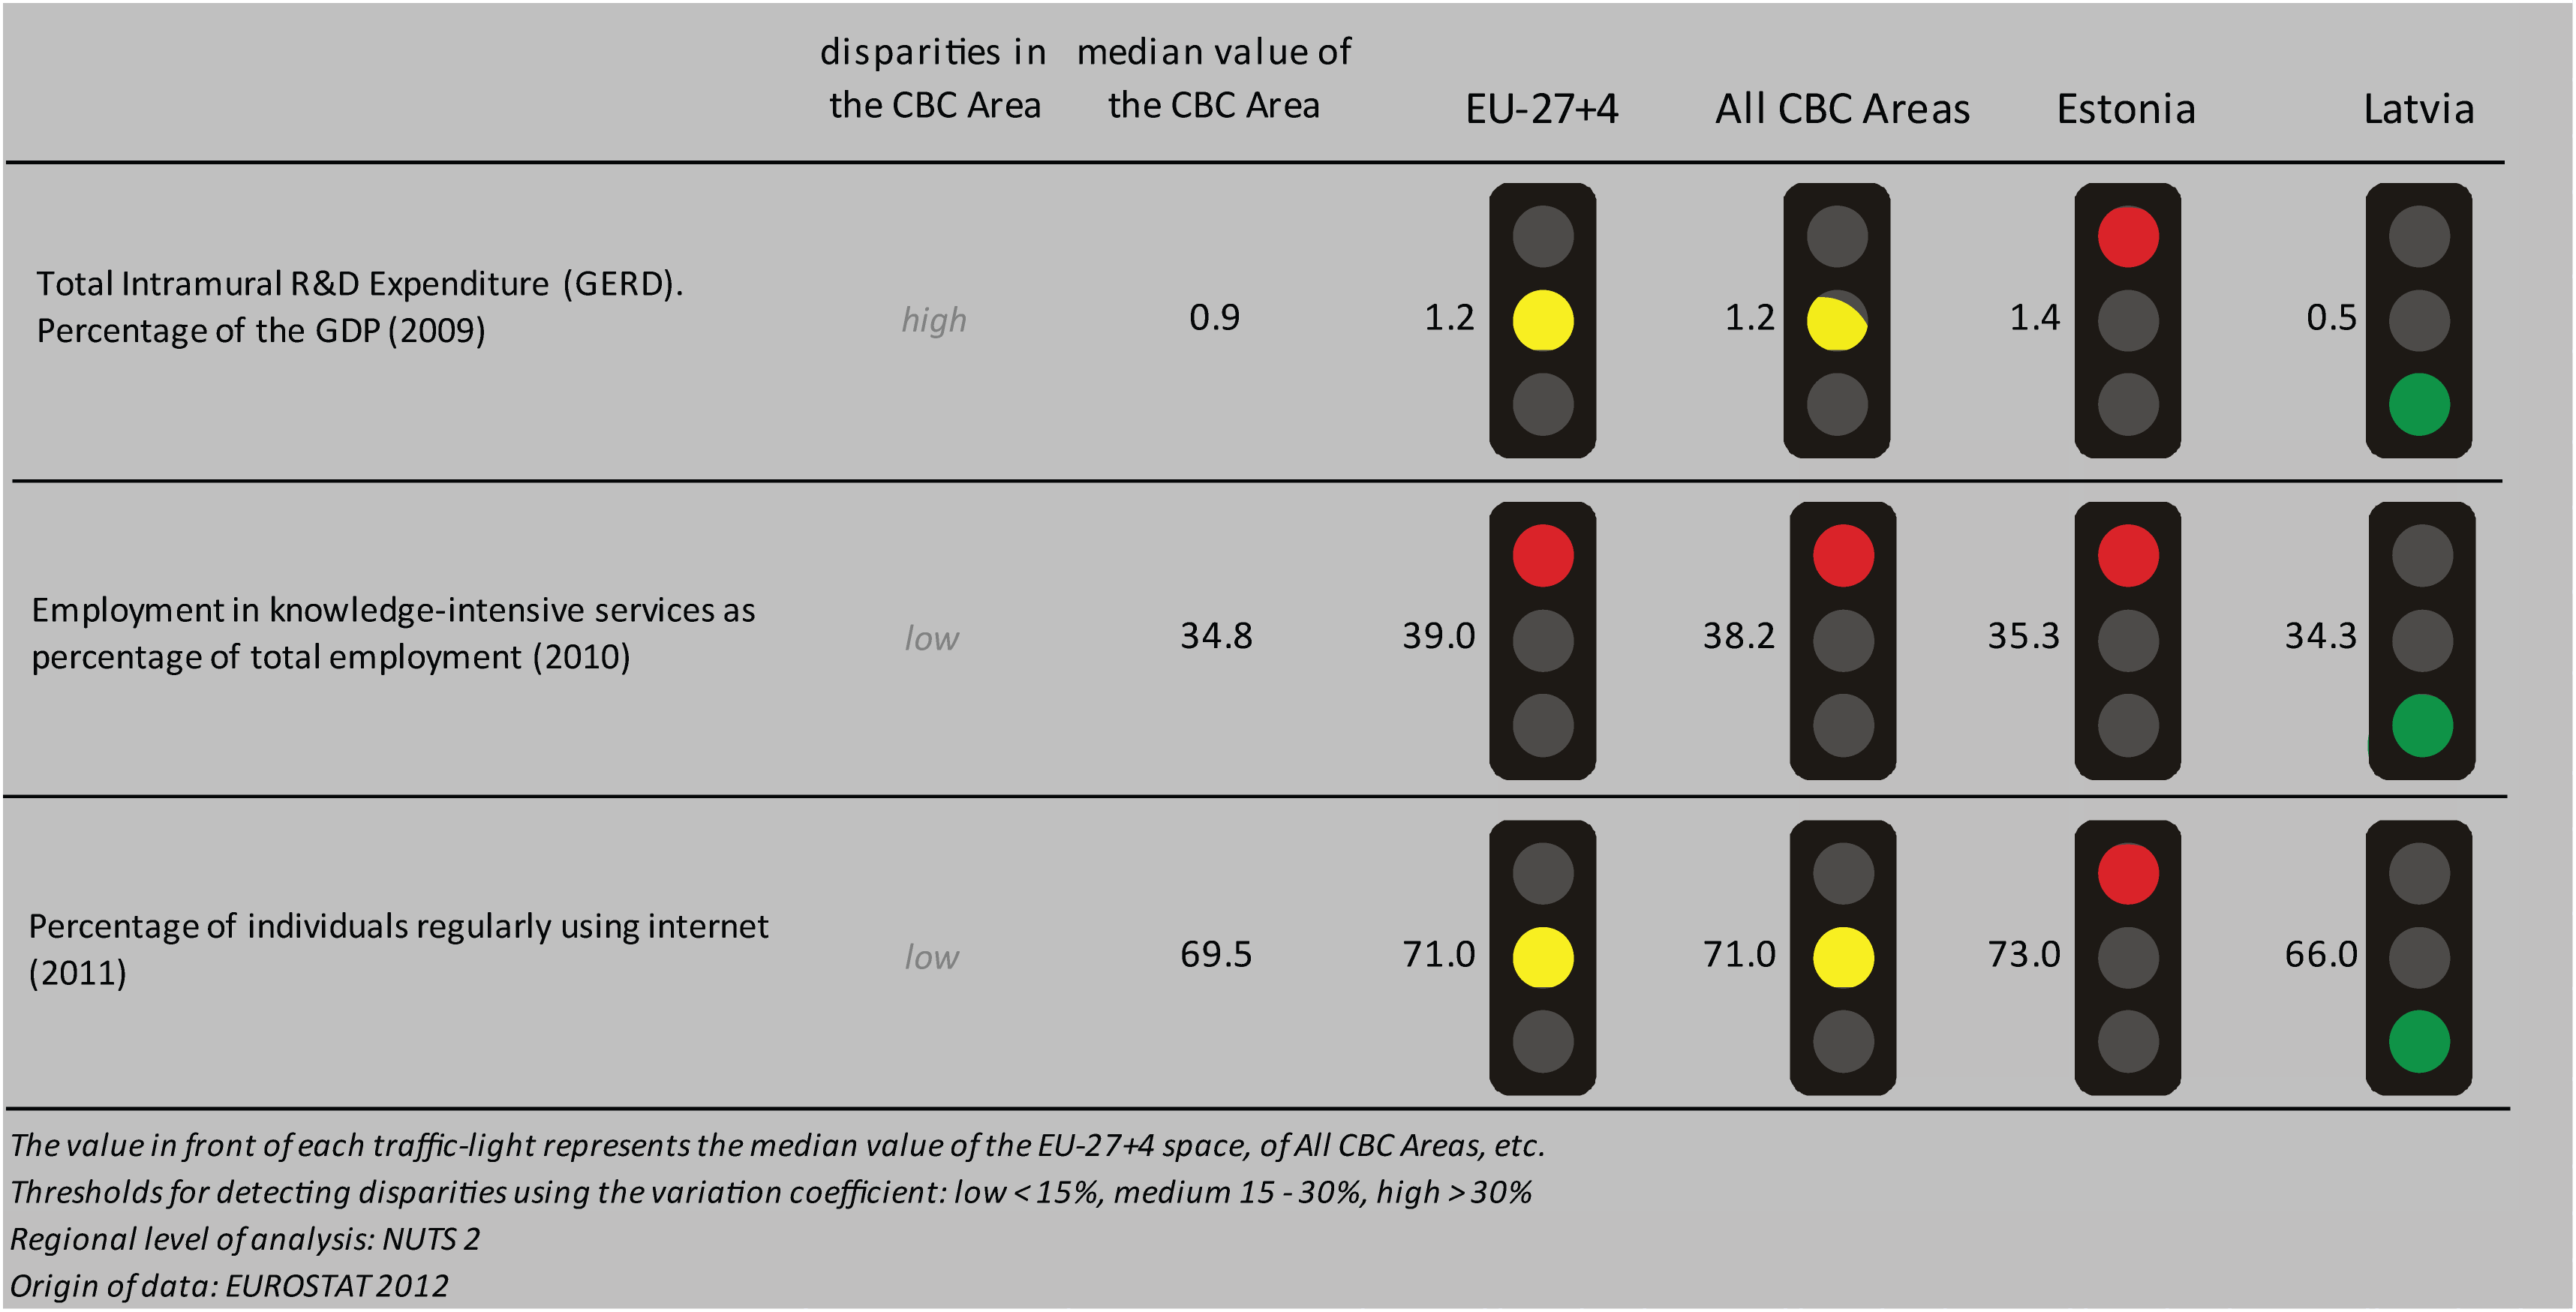 disparities in the CBC Area
median value of the CBC Area
EU-27+4
All CBC Areas
Estonia
Latvia
Total Intramural R&D Expenditure (GERD).
Percentage of the GDP (2009)
high
0.9
1.2
1.2
1.4
0.5
Employment in knowledge-intensive services as
percentage of total employment (2010)
low
34.8
39.0
38.2
35.3
34.3
Percentage of individuals regularly using internet
(2011)
low
69.5
71.0
71.0
73.0
66.0
The value in front of each traffic-light represents the median value of the EU-27+4 space, of All CBC Areas, etc.
Thresholds for detecting disparities using the variation coefficient: low < 15%, medium 15 - 30%, high > 30%
Regional level of analysis: NUTS 2
Origin of data: EUROSTAT 2012